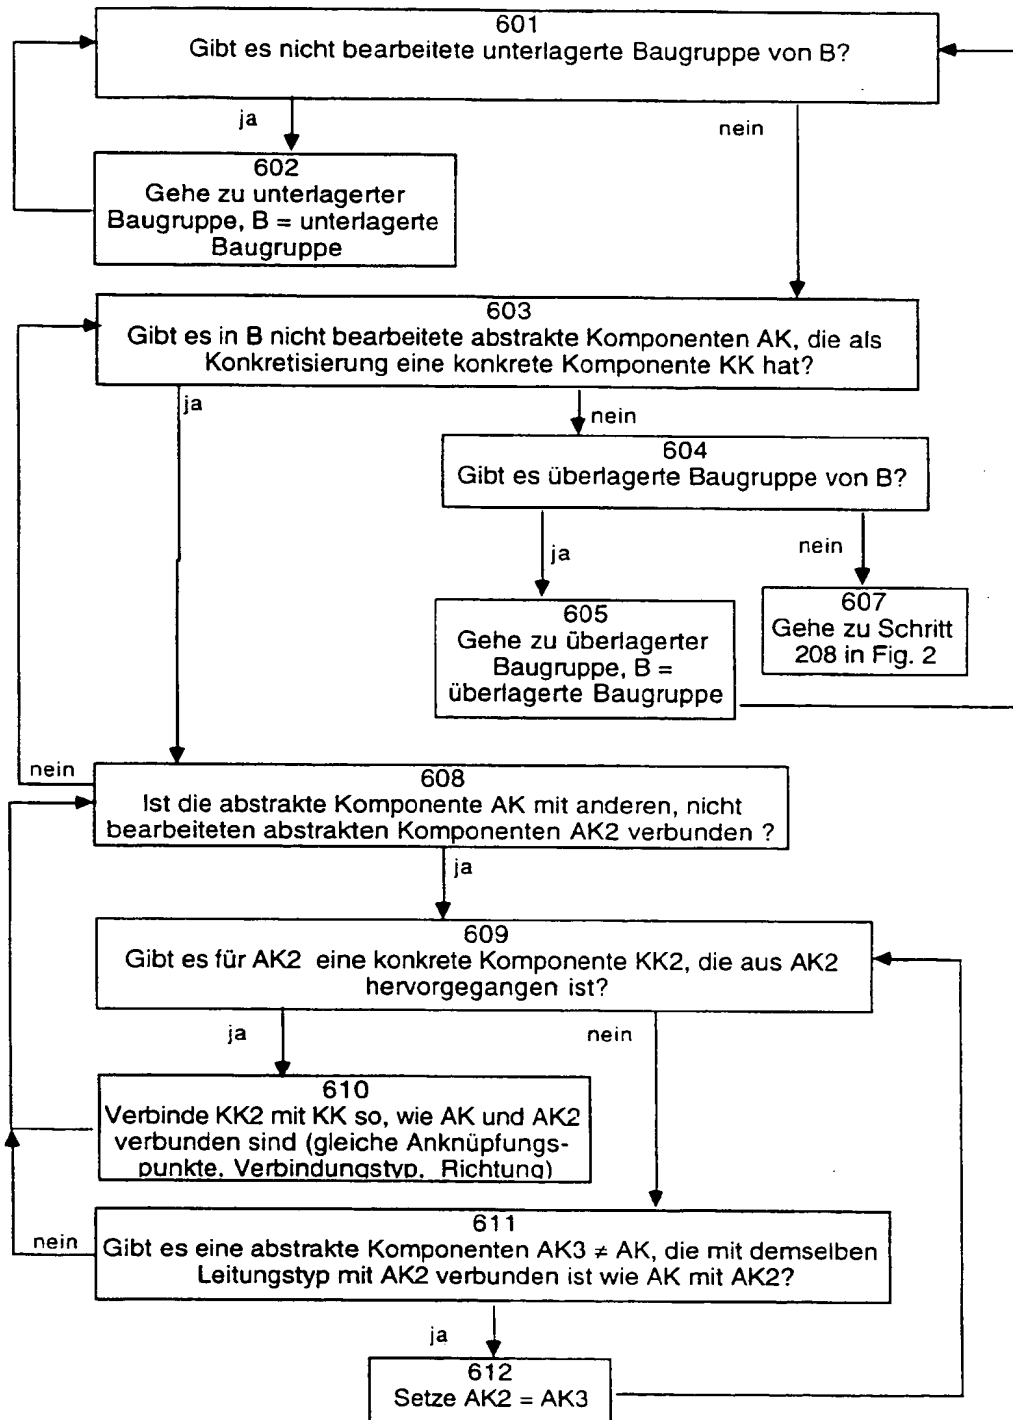 601
Gibt es nicht bearbeitete unterlagerte Baugruppe von B?
ja
nein
602
Gehe zu unterlagerter
Baugruppe, B = unterlagerte
Baugruppe
603
Gibt es in B nicht bearbeitete abstrakte Komponenten AK, die als
Konkretisierung eine konkrete Komponente KK hat?
ja
nein
604
Gibt es überlagerte Baugruppe von B?
ja
nein
605
Gehe zu überlagerter
Baugruppe, B =
überlagerte Baugruppe
607
Gehe zu Schritt
208 in Fig. 2
nein
608
Ist die abstrakte Komponente AK mit anderen, nicht
bearbeiteten abstrakten Komponenten AK2 verbunden ?
ja
609
Gibt es für AK2 eine konkrete Komponente KK2, die aus AK2
hervorgegangen ist?
ja
nein
610
Verbinde KK2 mit KK so, wie AK und AK2
verbunden sind (gleiche Anknüpfungs-
punkte, Verbindungstyp, Richtung)
nein
611
Gibt es eine abstrakte Komponenten AK3 ≠ AK, die mit demselben
Leitungstyp mit AK2 verbunden ist wie AK mit AK2?
ja
612
Setze AK2 = AK3